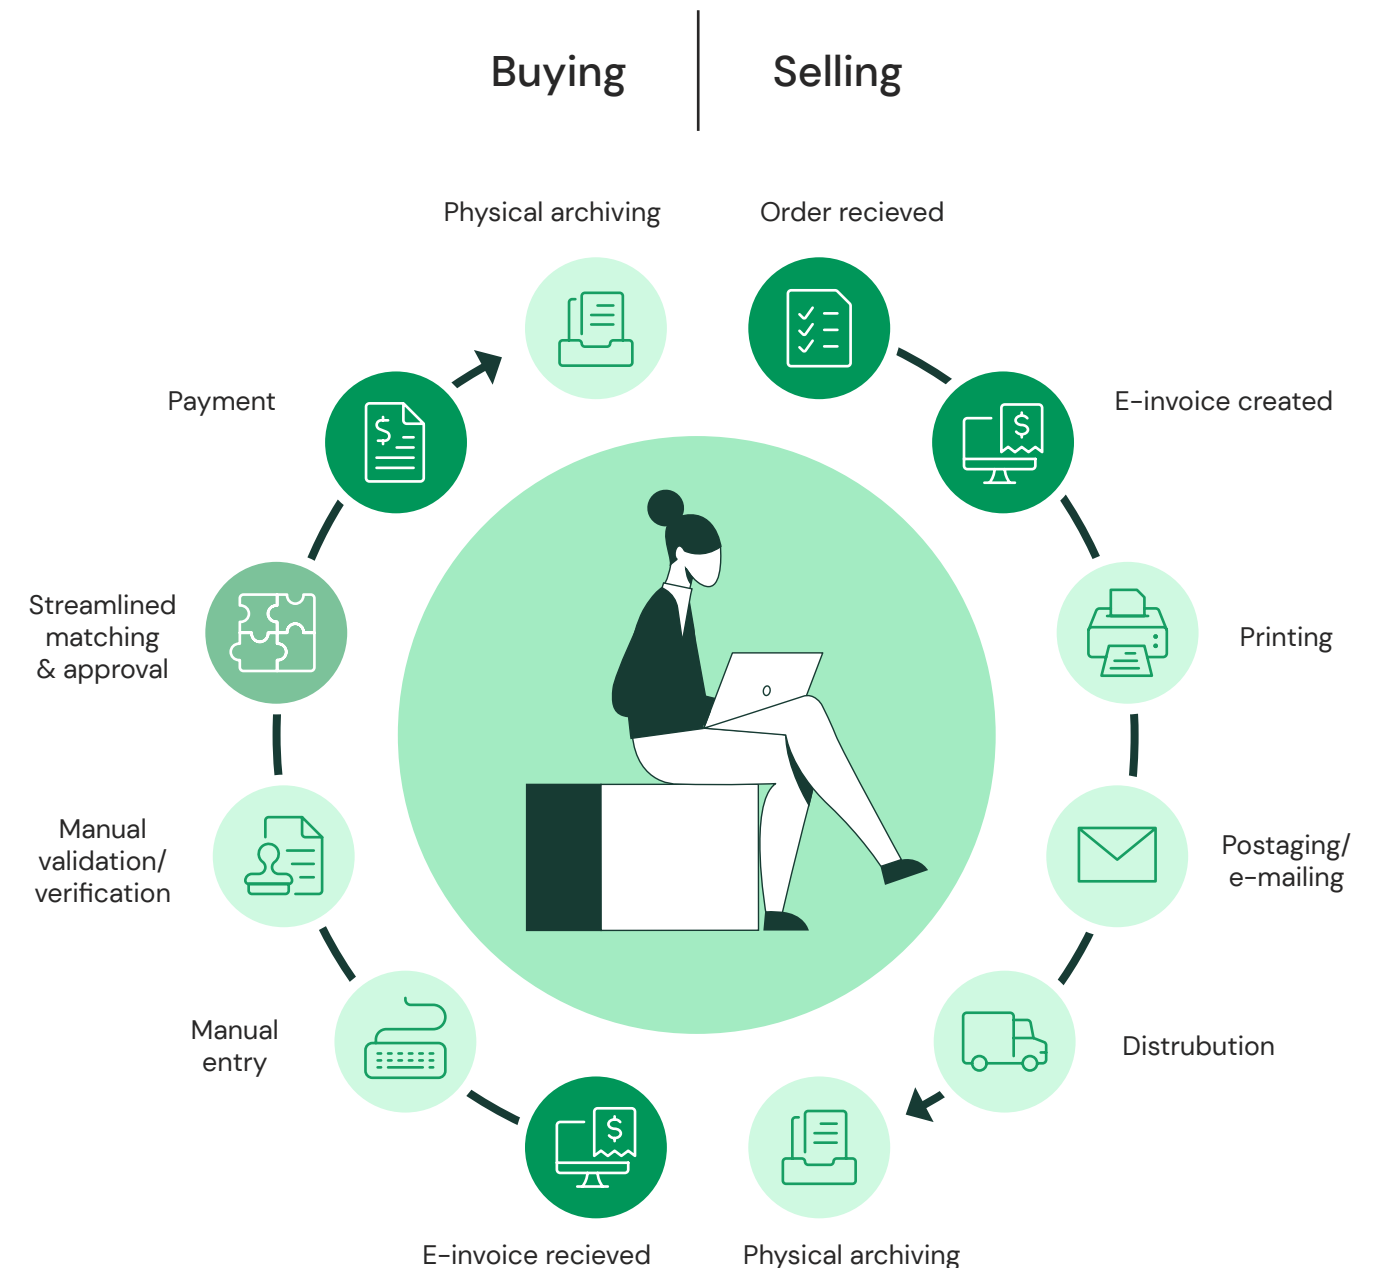 Buying
Selling
Physical archiving
Order recieved
Payment
E-invoice created
Streamlined
matching
& approval
Printing
Manual
validation/
verification
Postaging/
e-mailing
Manual
entry
Distrubution
E-invoice recieved
Physical archiving